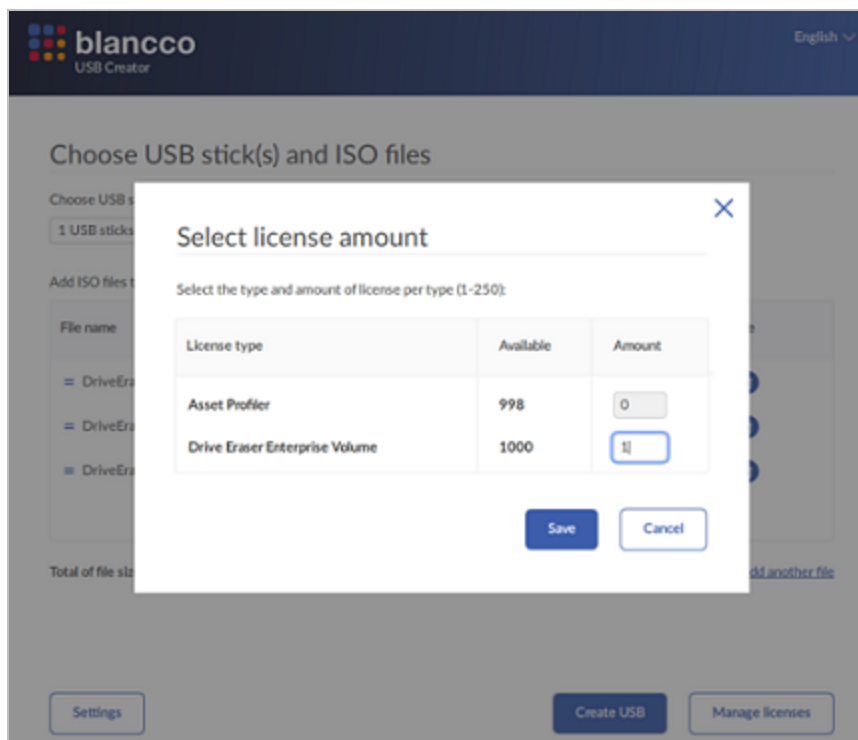 blancco
USB Creator
English
Choose USB stick(s) and ISO files
Choose USB s
1 USB sticks
Select license amount
Add ISO files t
Select the type and amount of license per type (1-250):
File name
License type Available Amount
DriveEra
Asset Profiler 998 0
DriveEra
Drive Eraser Enterprise Volume 1000 1
DriveEra
Save Cancel
Total of file siz
dd another file
Settings Create USB Manage licenses